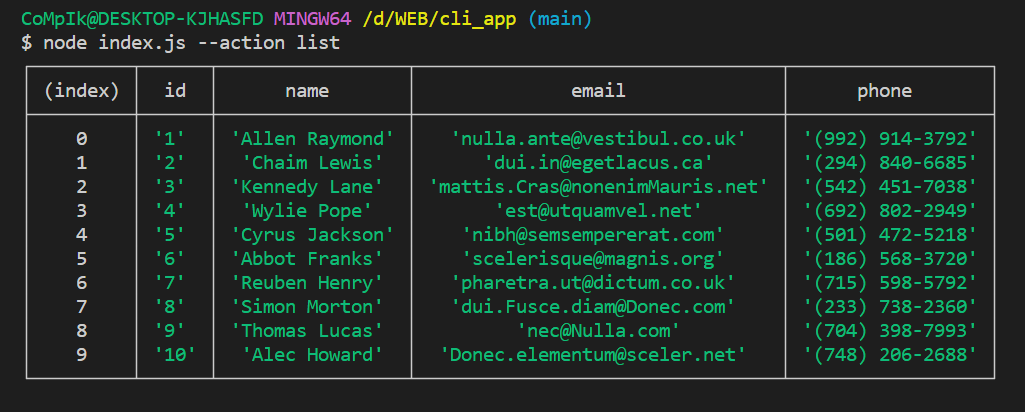 CoMpIk@DESKTOP-KJHASFD MINGW64 /d/WEB/cli_app (main)
$ node index.js --action list
(index) id name email phone
0 '1' 'Allen Raymond' 'nulla.ante@vestibul.co.uk' '(992) 914-3792'
1 '2' 'Chaim Lewis' 'dui.in@egetlacus.ca' '(294) 840-6685'
2 '3' 'Kennedy Lane' 'mattis.Cras@nonenimMauris.net' '(542) 451-7038'
3 '4' 'Wylie Pope' 'est@utquamvel.net' '(692) 802-2949'
4 '5' 'Cyrus Jackson' 'nibh@semsempererat.com' '(501) 472-5218'
5 '6' 'Abbot Franks' 'scelerisque@magnis.org' '(186) 568-3720'
6 '7' 'Reuben Henry' 'pharetra.ut@dictum.co.uk' '(715) 598-5792'
7 '8' 'Simon Morton' 'dui.Fusce.diam@Donec.com' '(233) 738-2360'
8 '9' 'Thomas Lucas' 'nec@Nulla.com' '(704) 398-7993'
9 '10' 'Alec Howard' 'Donec.elementum@sceler.net' '(748) 206-2688'